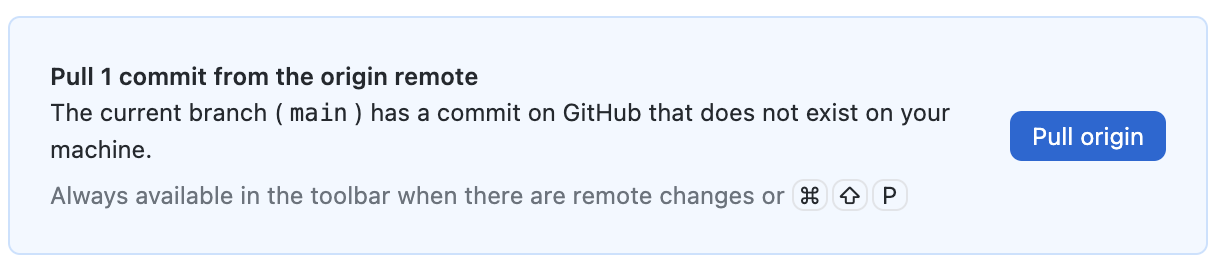 Pull 1 commit from the origin remote
The current branch ( main ) has a commit on GitHub that does not exist on your
machine.
Pull origin
Always available in the toolbar when there are remote changes or ⌘ ⇧ P